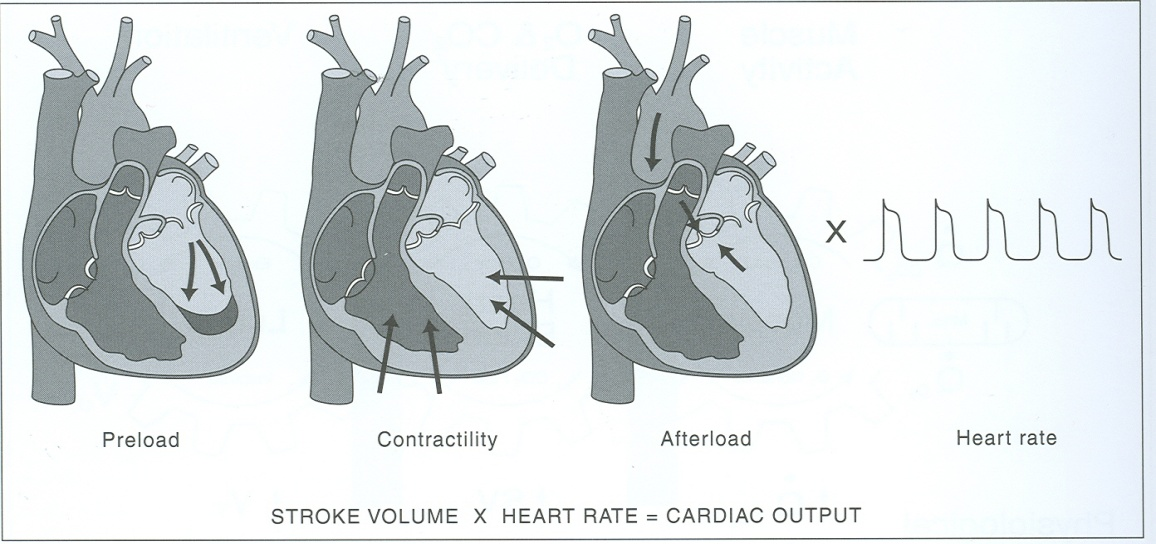 X
Preload
Contractility
Afterload
Heart rate
STROKE VOLUME X HEART RATE = CARDIAC OUTPUT